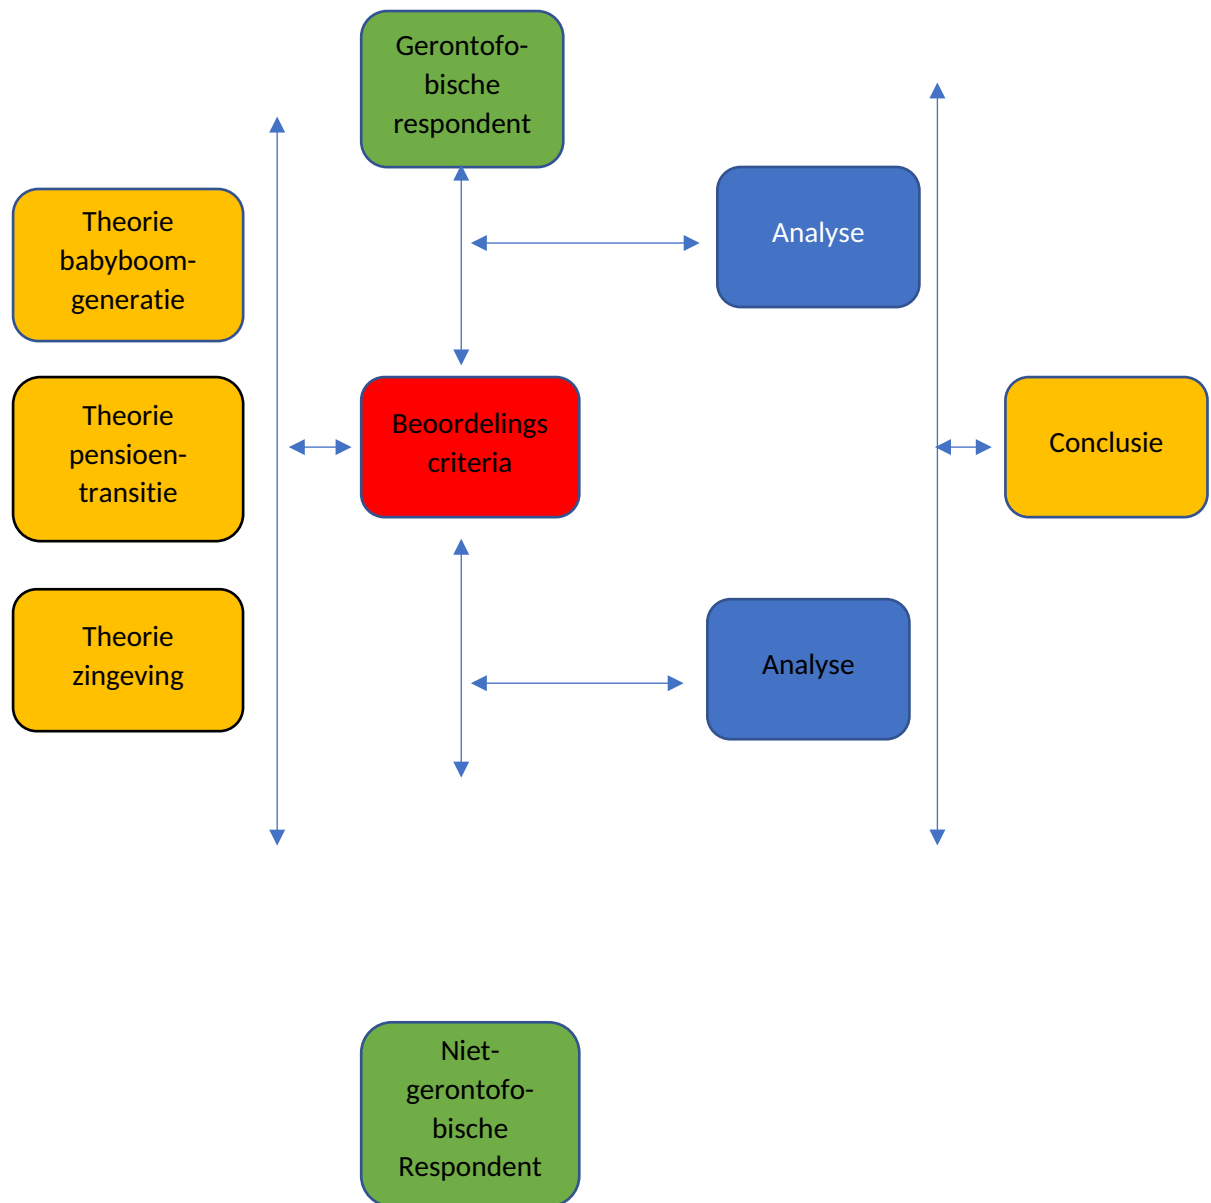 Gerontofo-
bische
respondent
Theorie
babyboom-
generatie
Analyse
Theorie
pensioen-
transitie
Beoordelings
criteria
Conclusie
Theorie
zingeving
Analyse
Niet-
gerontofo-
bische
Respondent